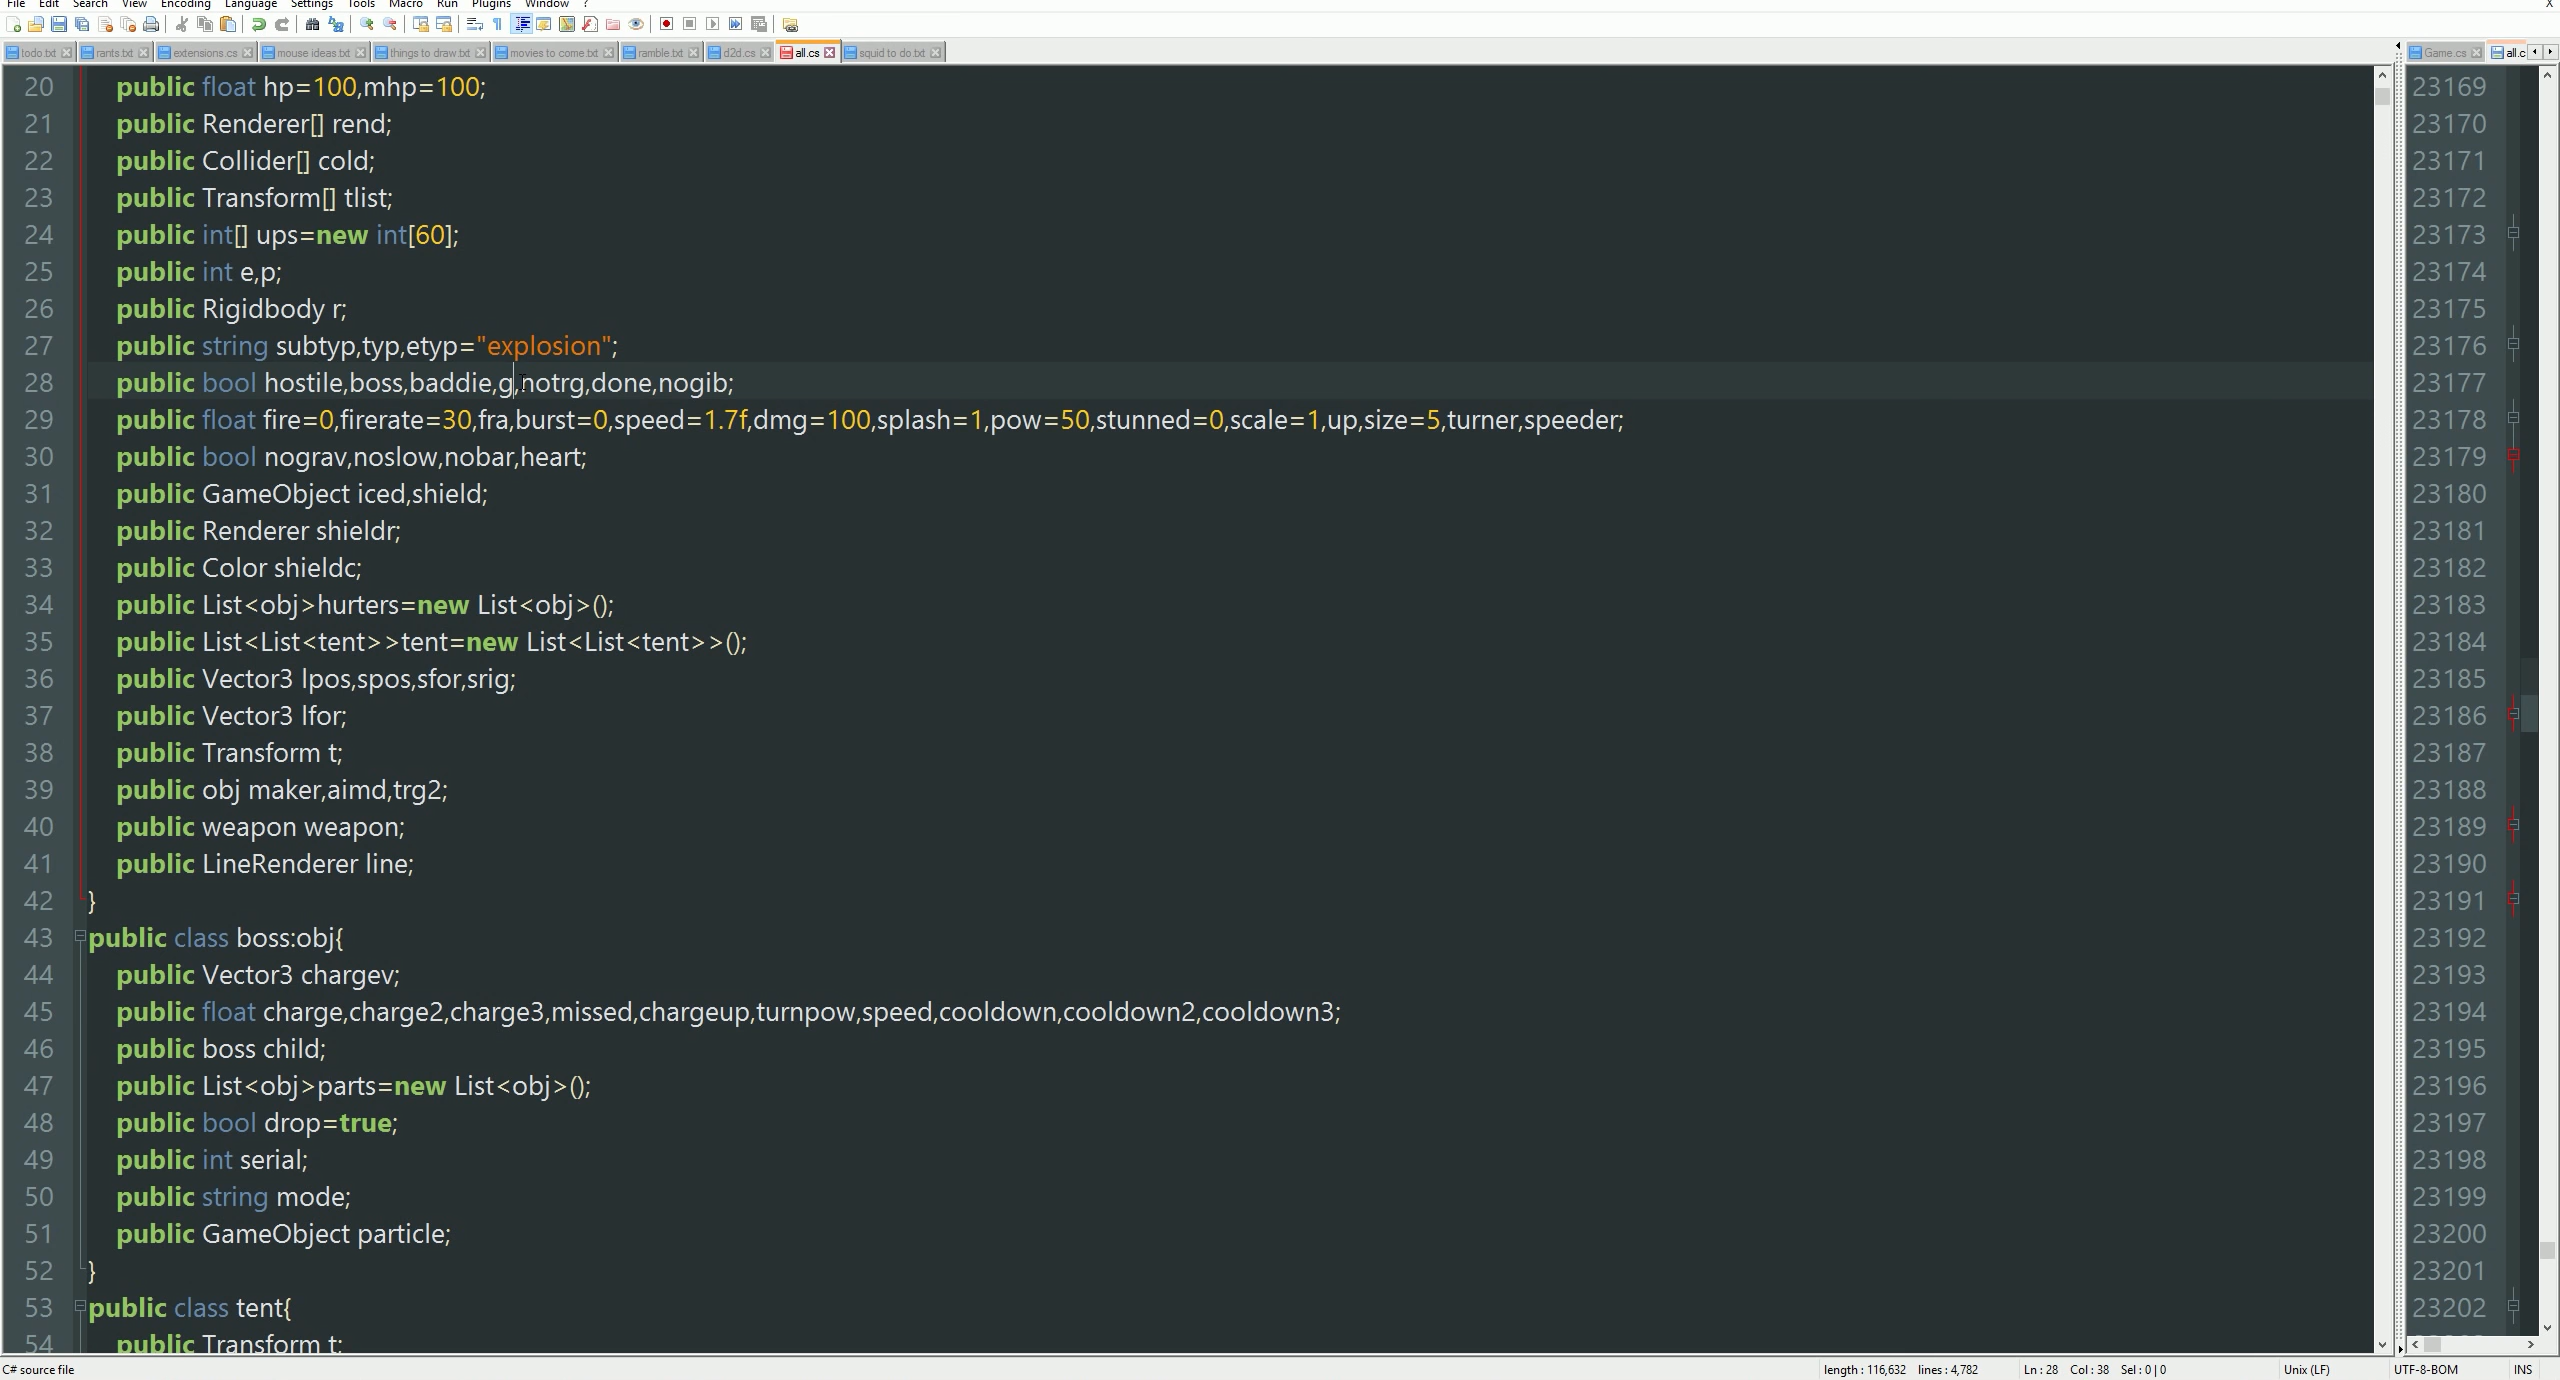 File Edit Search View Encoding Language Settings Tools Macro Run Plugins Window ? X
todo.txt rants.txt extensions.cs mouse ideas.txt things to draw.txt movies to come.txt ramble.txt d2d.cs all.cs squid to do.txt Game.cs all.c
20 public float hp=100,mhp=100;
21 public Renderer[] rend;
22 public Collider[] cold;
23 public Transform[] tlist;
24 public int[] ups=new int[60];
25 public int e,p;
26 public Rigidbody r;
27 public string subtyp,typ,etyp="explosion";
28 public bool hostile,boss,baddie,g,notrg,done,nogib;
29 public float fire=0,firerate=30,fra,burst=0,speed=1.7f,dmg=100,splash=1,pow=50,stunned=0,scale=1,up,size=5,turner,speeder;
30 public bool nograv,noslow,nobar,heart;
31 public GameObject iced,shield;
32 public Renderer shieldr;
33 public Color shieldc;
34 public List<obj>hurters=new List<obj>();
35 public List<List<tent>>tent=new List<List<tent>>();
36 public Vector3 lpos,spos,sfor,srig;
37 public Vector3 lfor;
38 public Transform t;
39 public obj maker,aimd,trg2;
40 public weapon weapon;
41 public LineRenderer line;
42 }
43 public class boss:obj{
44 public Vector3 chargev;
45 public float charge,charge2,charge3,missed,chargeup,turnpow,speed,cooldown,cooldown2,cooldown3;
46 public boss child;
47 public List<obj>parts=new List<obj>();
48 public bool drop=true;
49 public int serial;
50 public string mode;
51 public GameObject particle;
52 }
53 public class tent{
54 public Transform t;
23169
23170
23171
23172
23173
23174
23175
23176
23177
23178
23179
23180
23181
23182
23183
23184
23185
23186
23187
23188
23189
23190
23191
23192
23193
23194
23195
23196
23197
23198
23199
23200
23201
23202
C# source file length : 116,632 lines : 4,782 Ln : 28 Col : 38 Sel : 0 | 0 Unix (LF) UTF-8-BOM INS